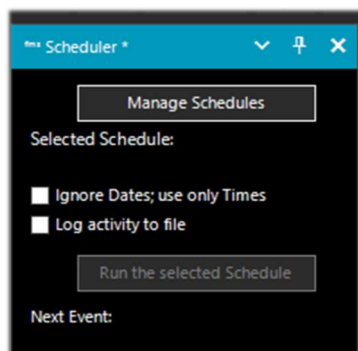 Scheduler *
Manage Schedules
Selected Schedule:
Ignore Dates; use only Times
Log activity to file
Run the selected Schedule
Next Event: